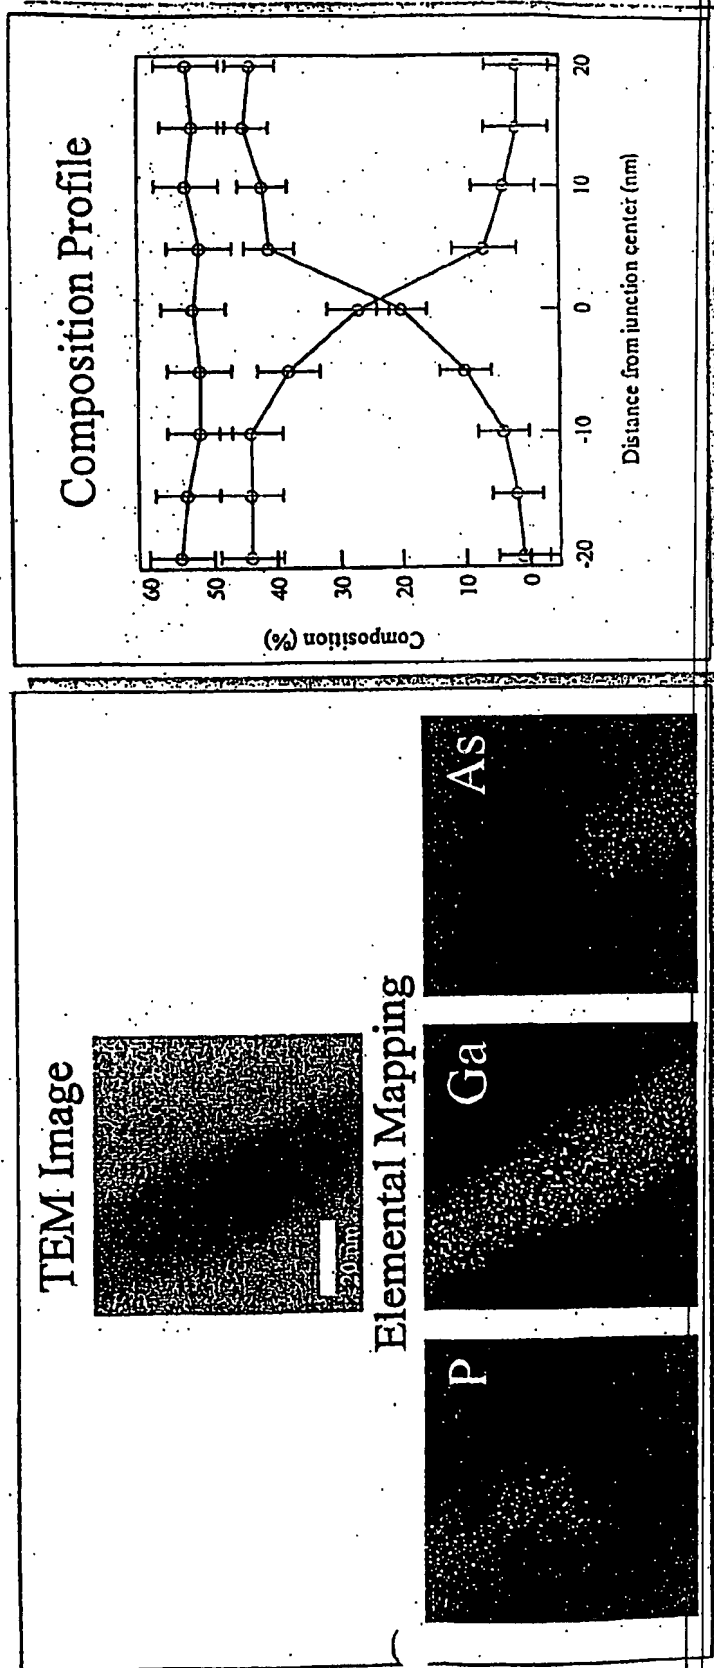 TEM Image
20nm
Elemental Mapping
P
Ga
As
Composition Profile
Composition (%)
60
50
40
30
20
10
0
-20
-10
0
10
20
Distance from junction center (nm)